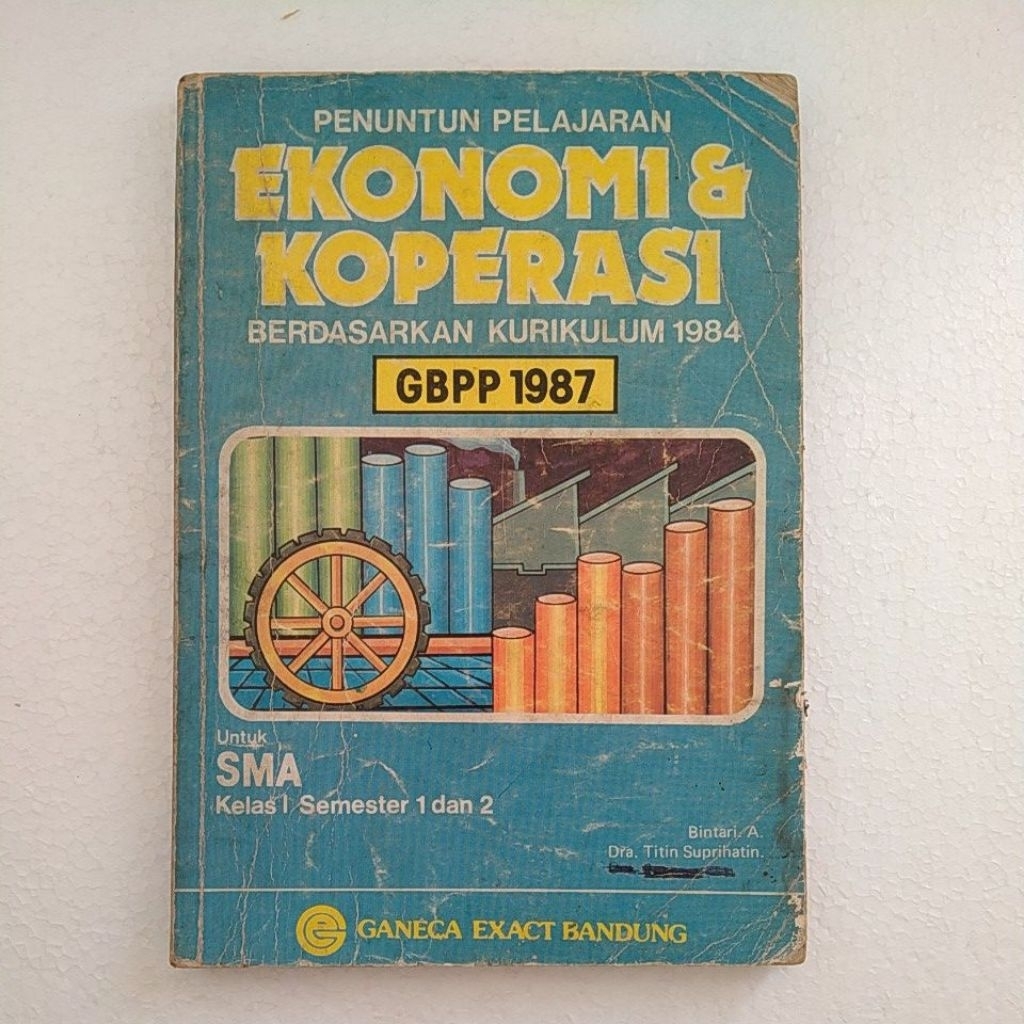 PENUNTUN PELAJARAN
EKONOMI &
KOPERASI
BERDASARKAN KURIKULUM 1984
GBPP 1987
Untuk
SMA
Kelas I Semester 1 dan 2
Bintari. A.
Dra. Titin Suprihatin.
GANECA EXACT BANDUNG